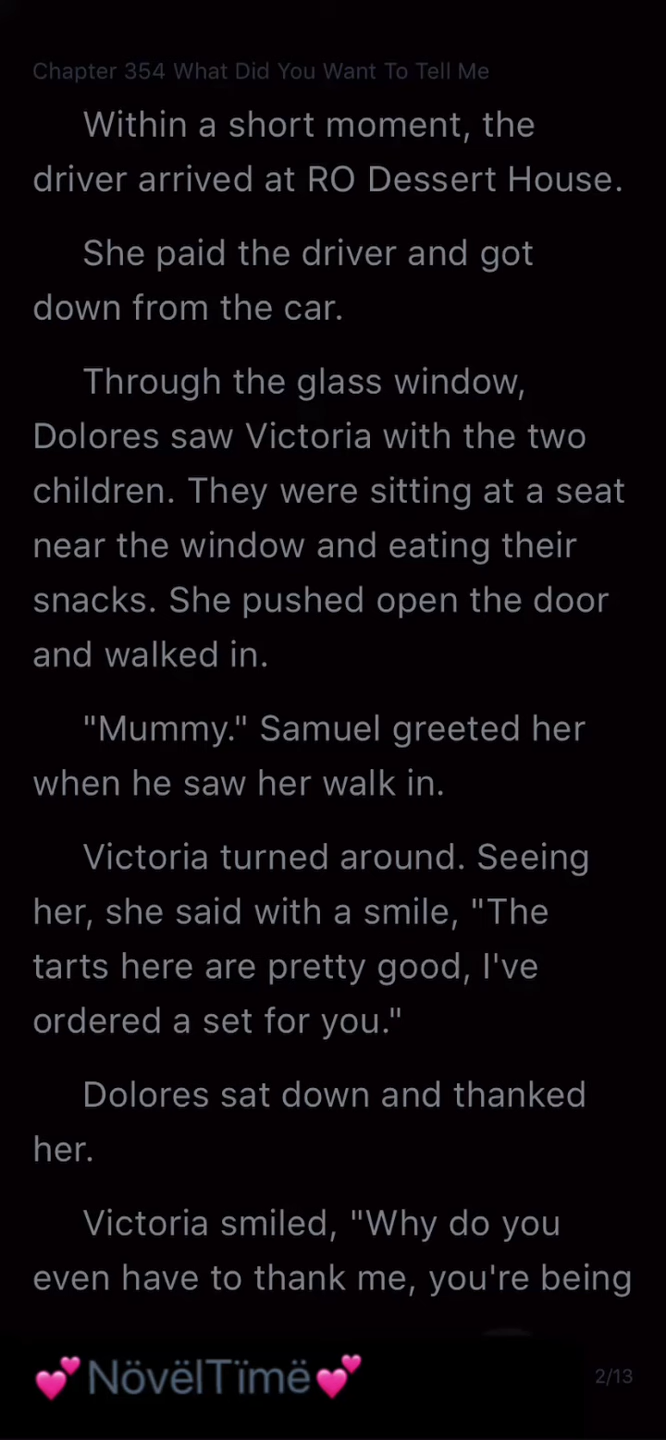 Chapter 354 What Did You Want To Tell Me
Within a short moment, the
driver arrived at RO Dessert House.
She paid the driver and got
down from the car.
Through the glass window,
Dolores saw Victoria with the two
children. They were sitting at a seat
near the window and eating their
snacks. She pushed open the door
and walked in.
"Mummy." Samuel greeted her
when he saw her walk in.
Victoria turned around. Seeing
her, she said with a smile, "The
tarts here are pretty good, I've
ordered a set for you."
Dolores sat down and thanked
her.
Victoria smiled, "Why do you
even have to thank me, you're being
💕NövëlTïmë💕
2/13